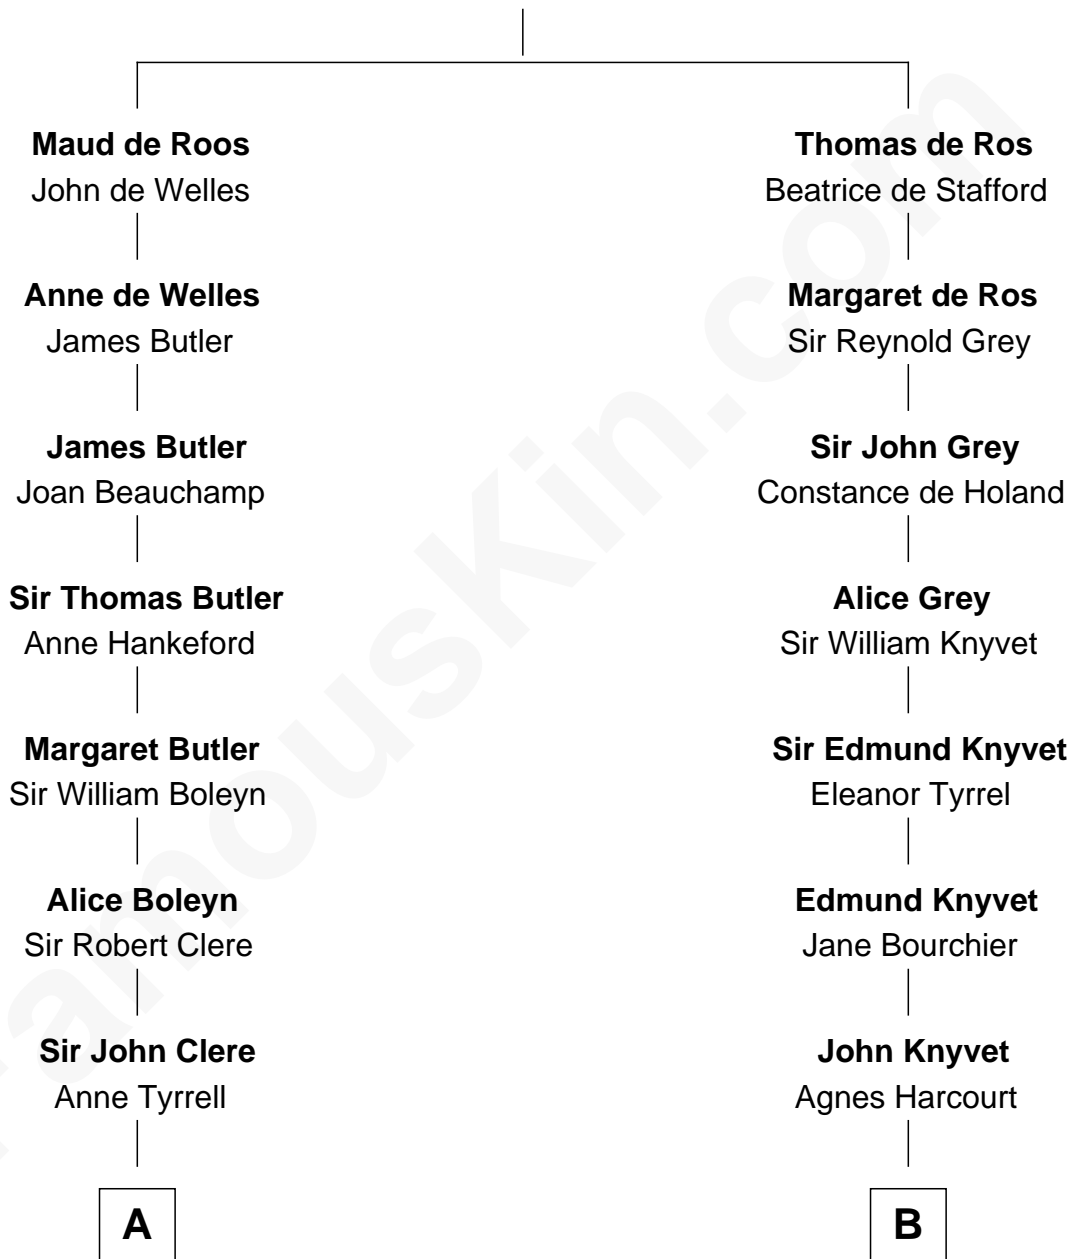 Maud de Roos
John de Welles
Anne de Welles
James Butler
James Butler
Joan Beauchamp
Sir Thomas Butler
Anne Hankeford
Margaret Butler
Sir William Boleyn
Alice Boleyn
Sir Robert Clere
Sir John Clere
Anne Tyrrell
A
Thomas de Ros
Beatrice de Stafford
Margaret de Ros
Sir Reynold Grey
Sir John Grey
Constance de Holand
Alice Grey
Sir William Knyvet
Sir Edmund Knyvet
Eleanor Tyrrel
Edmund Knyvet
Jane Bourchier
John Knyvet
Agnes Harcourt
B
FamousKin.com